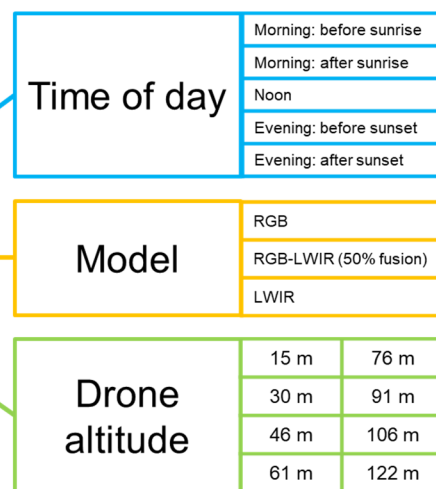 Time of day
Morning: before sunrise
Morning: after sunrise
Noon
Evening: before sunset
Evening: after sunset
Model
RGB
RGB-LWIR (50% fusion)
LWIR
Drone
altitude
15 m 76 m
30 m 91 m
46 m 106 m
61 m 122 m